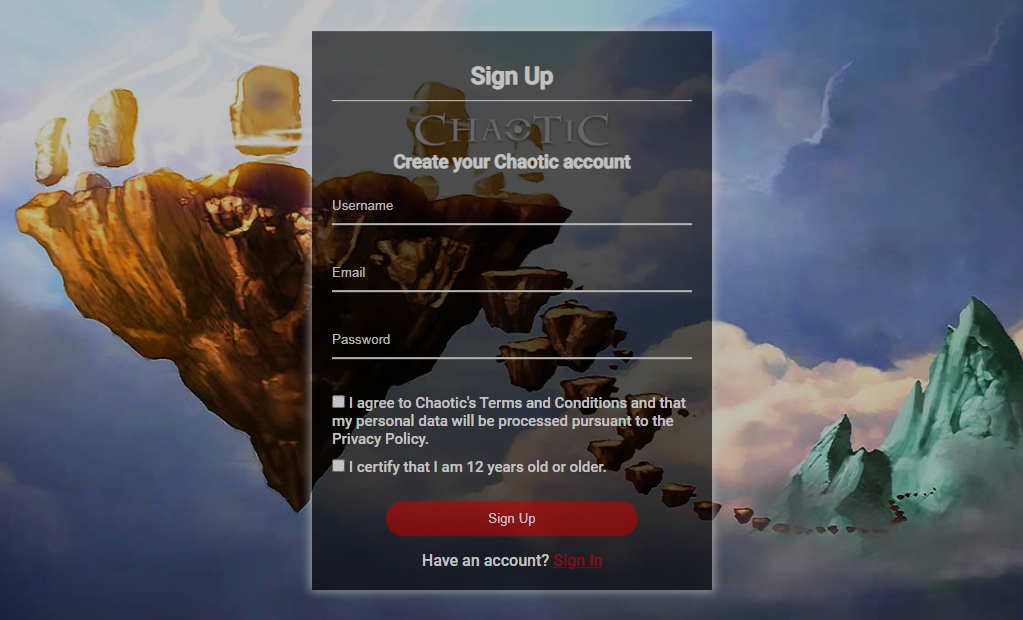 Sign Up
CHAOTIC
Create your Chaotic account
Username
Email
Password
I agree to Chaotic's Terms and Conditions and that
my personal data will be processed pursuant to the
Privacy Policy.
I certify that I am 12 years old or older.
Sign Up
Have an account? Sign In